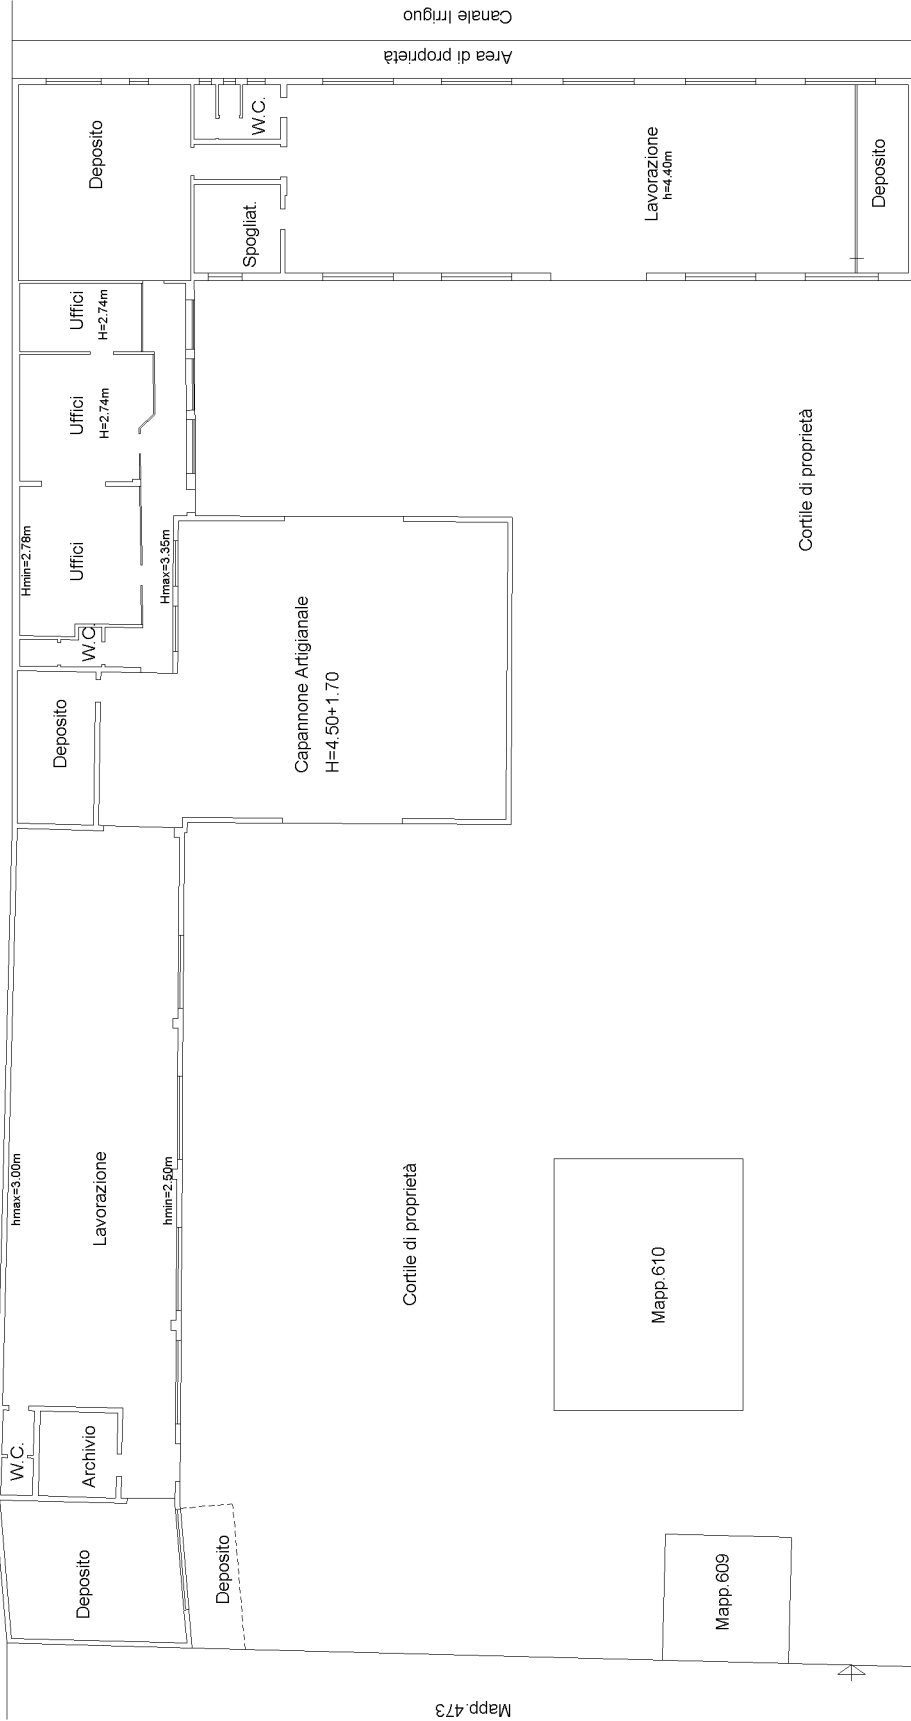 Canale Irriguo
Area di proprietà
Deposito
W.C.
Spogliat.
Lavorazione
h=4.40m
Deposito
Uffici
H=2.74m
Uffici
H=2.74m
Uffici
Hmin=2.78m
Hmax=3.35m
W.C.
Cortile di proprietà
Deposito
Capannone Artigianale
H=4.50+1.70
Lavorazione
hmax=3.00m
hmin=2.50m
Cortile di proprietà
Mapp.610
W.C.
Archivio
Deposito
Deposito
Mapp.609
Mapp.473